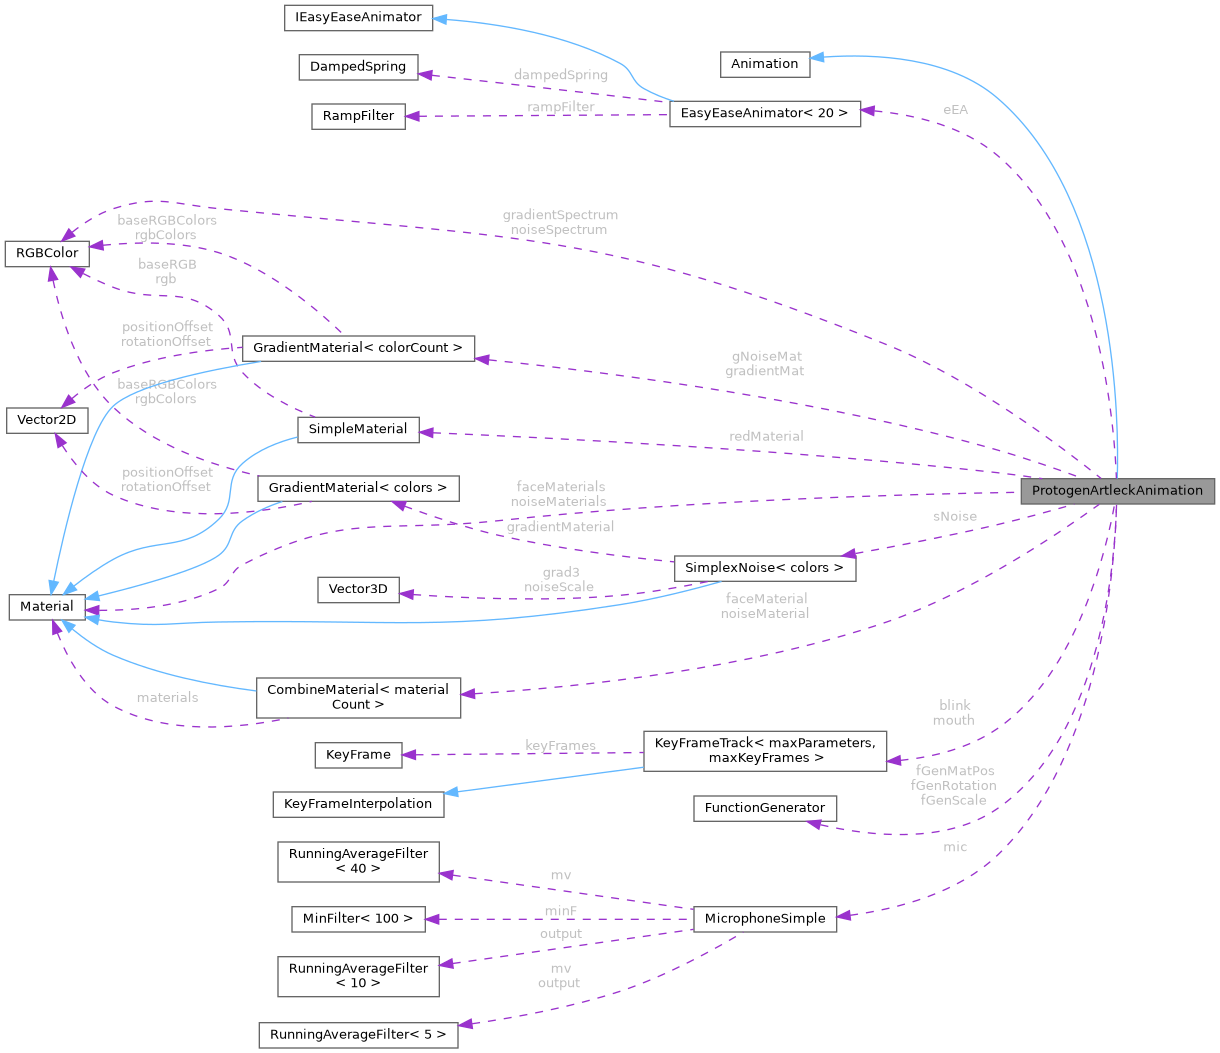 IEasyEaseAnimator
Animation
DampedSpring
dampedSpring
rampFilter
RampFilter
EasyEaseAnimator< 20 >
eEA
baseRGBColors
rgbColors
gradientSpectrum
noiseSpectrum
RGBColor
baseRGB
rgb
positionOffset
rotationOffset
GradientMaterial< colorCount >
gNoiseMat
gradientMat
baseRGBColors
rgbColors
Vector2D
SimpleMaterial
redMaterial
positionOffset
rotationOffset
GradientMaterial< colors >
faceMaterials
noiseMaterials
ProtogenArtleckAnimation
gradientMaterial
sNoise
SimplexNoise< colors >
grad3
noiseScale
Vector3D
Material
faceMaterial
noiseMaterial
materials
CombineMaterial< material
Count >
blink
mouth
keyFrames
KeyFrame
KeyFrameTrack< maxParameters,
maxKeyFrames >
KeyFrameInterpolation
fGenMatPos
fGenRotation
fGenScale
FunctionGenerator
mic
RunningAverageFilter
< 40 >
mv
minF
MinFilter< 100 >
MicrophoneSimple
output
RunningAverageFilter
< 10 >
mv
output
RunningAverageFilter< 5 >